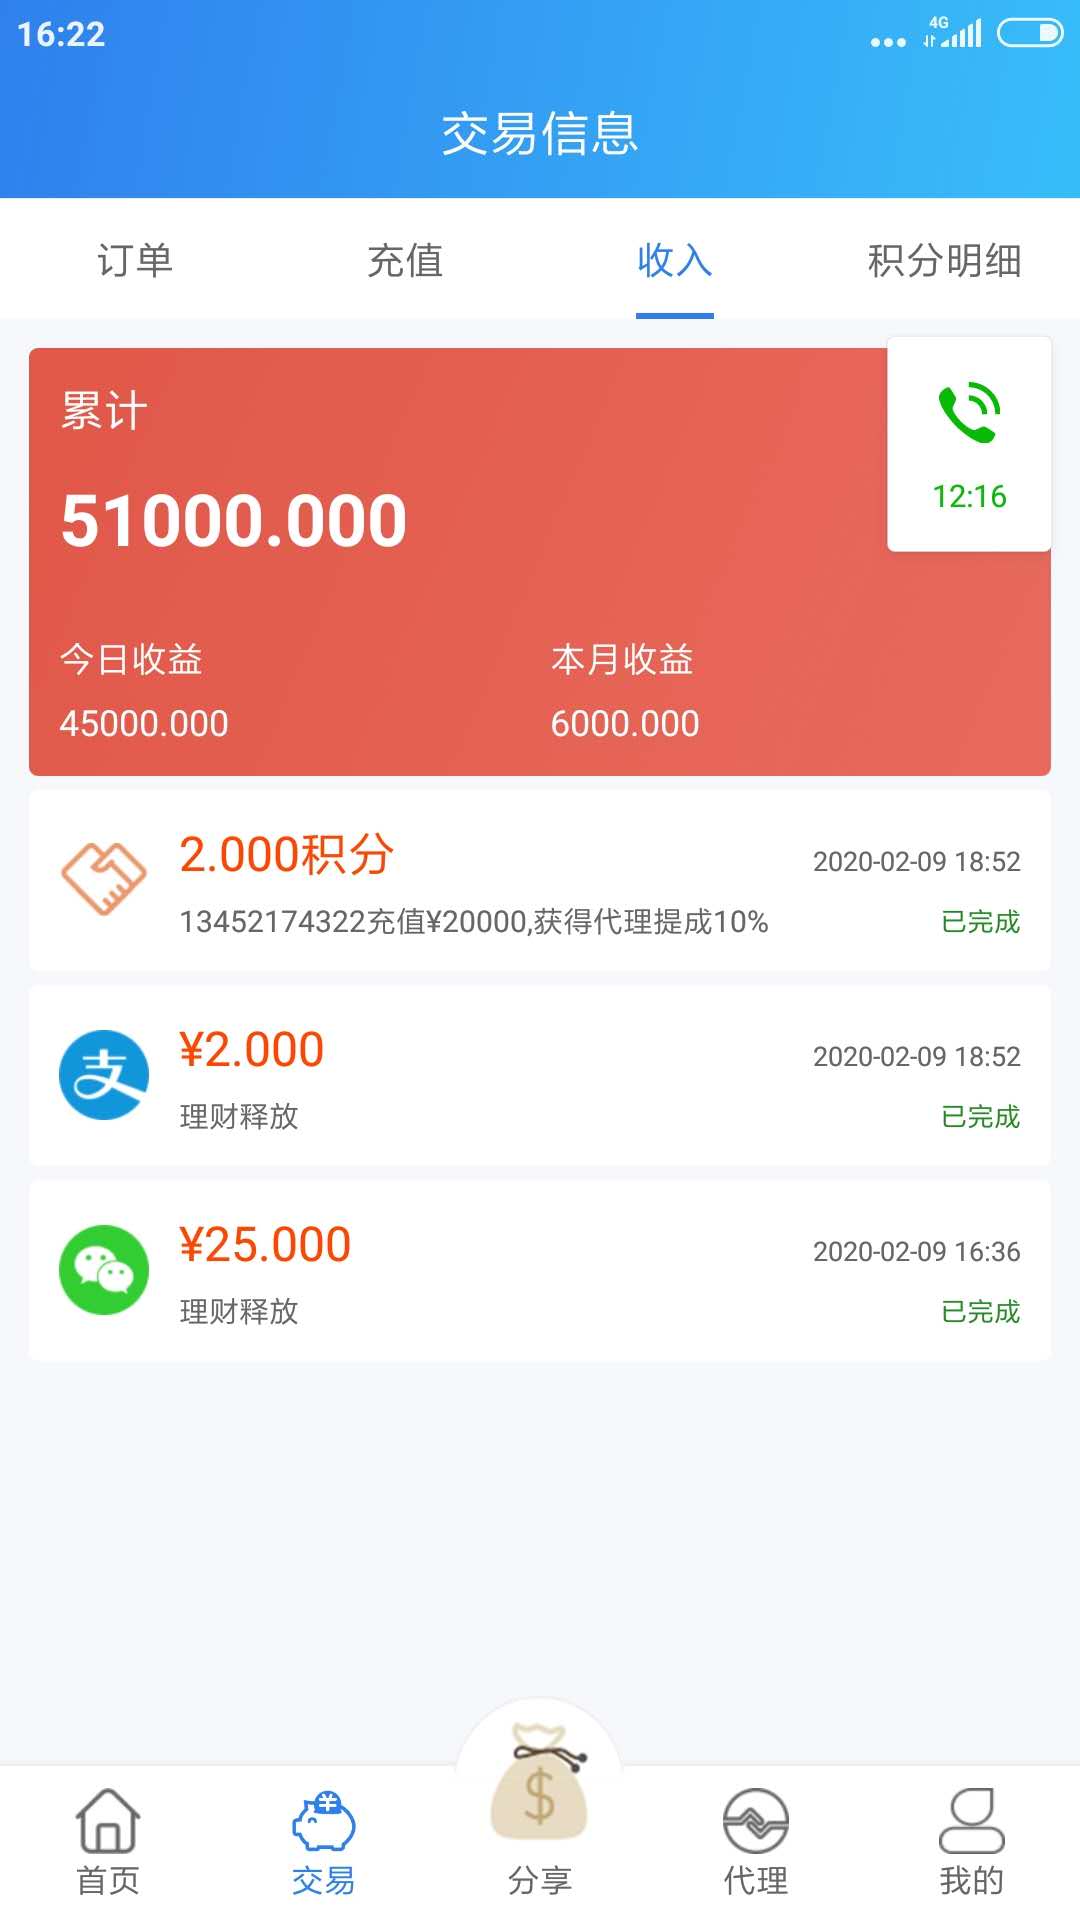 16:22
4G
交易信息
订单 充值 收入 积分明细
累计
12:16
51000.000
今日收益 本月收益
45000.000 6000.000
2.000积分 2020-02-09 18:52
13452174322充值¥20000,获得代理提成10% 已完成
支
¥2.000 2020-02-09 18:52
理财释放 已完成
¥25.000 2020-02-09 16:36
理财释放 已完成
¥
$
首页 交易 分享 代理 我的